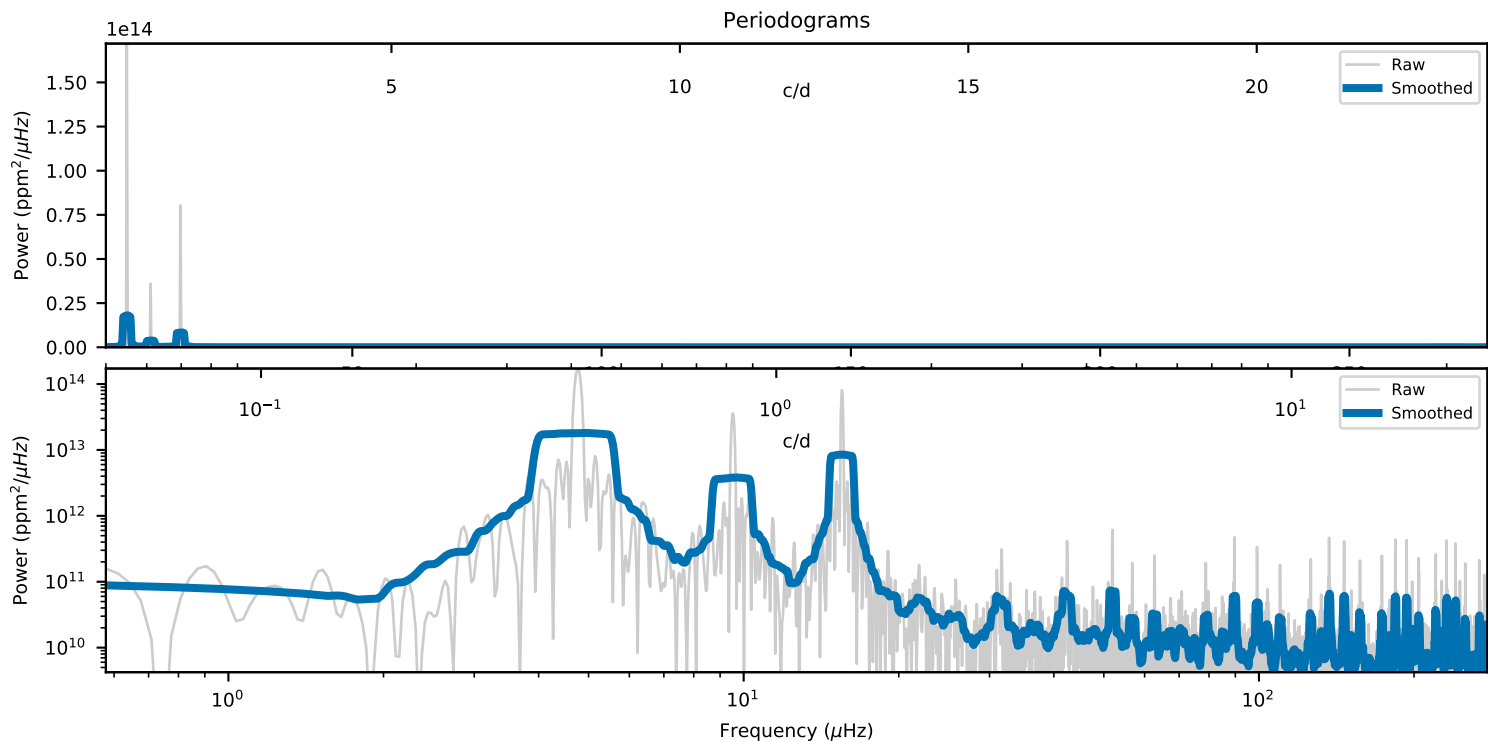 Periodograms
1e14
Power (ppm²/μHz)
1.50
1.25
1.00
0.75
0.50
0.25
0.00
5
10
15
20
c/d
Raw
Smoothed
Power (ppm²/μHz)
10¹⁴
10¹³
10¹²
10¹¹
10¹⁰
10⁻¹
10⁰
10¹
c/d
Raw
Smoothed
10⁰
10¹
10²
Frequency (μHz)